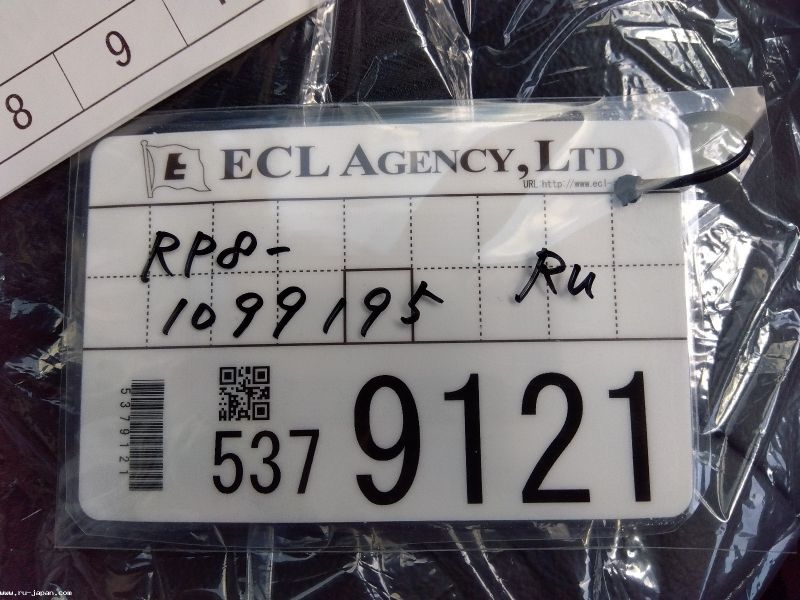 8 9
E ECL AGENCY, LTD
URL:http://www.ecl-
RP8-
1099195 Ru
5379121
537 9121
www.ru-japan.com